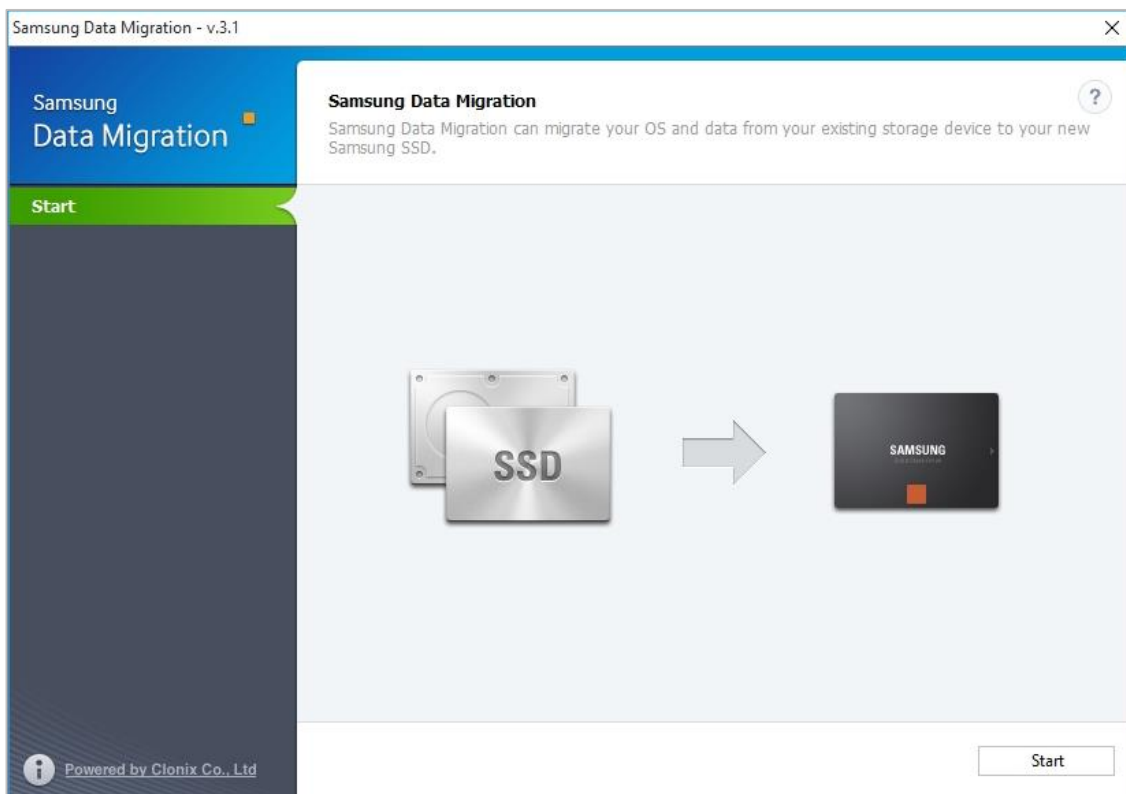 Samsung Data Migration - v.3.1
Samsung
Data Migration
Samsung Data Migration
?
Samsung Data Migration can migrate your OS and data from your existing storage device to your new
Samsung SSD.
Start
SSD
SAMSUNG
Powered by Clonix Co., Ltd
Start